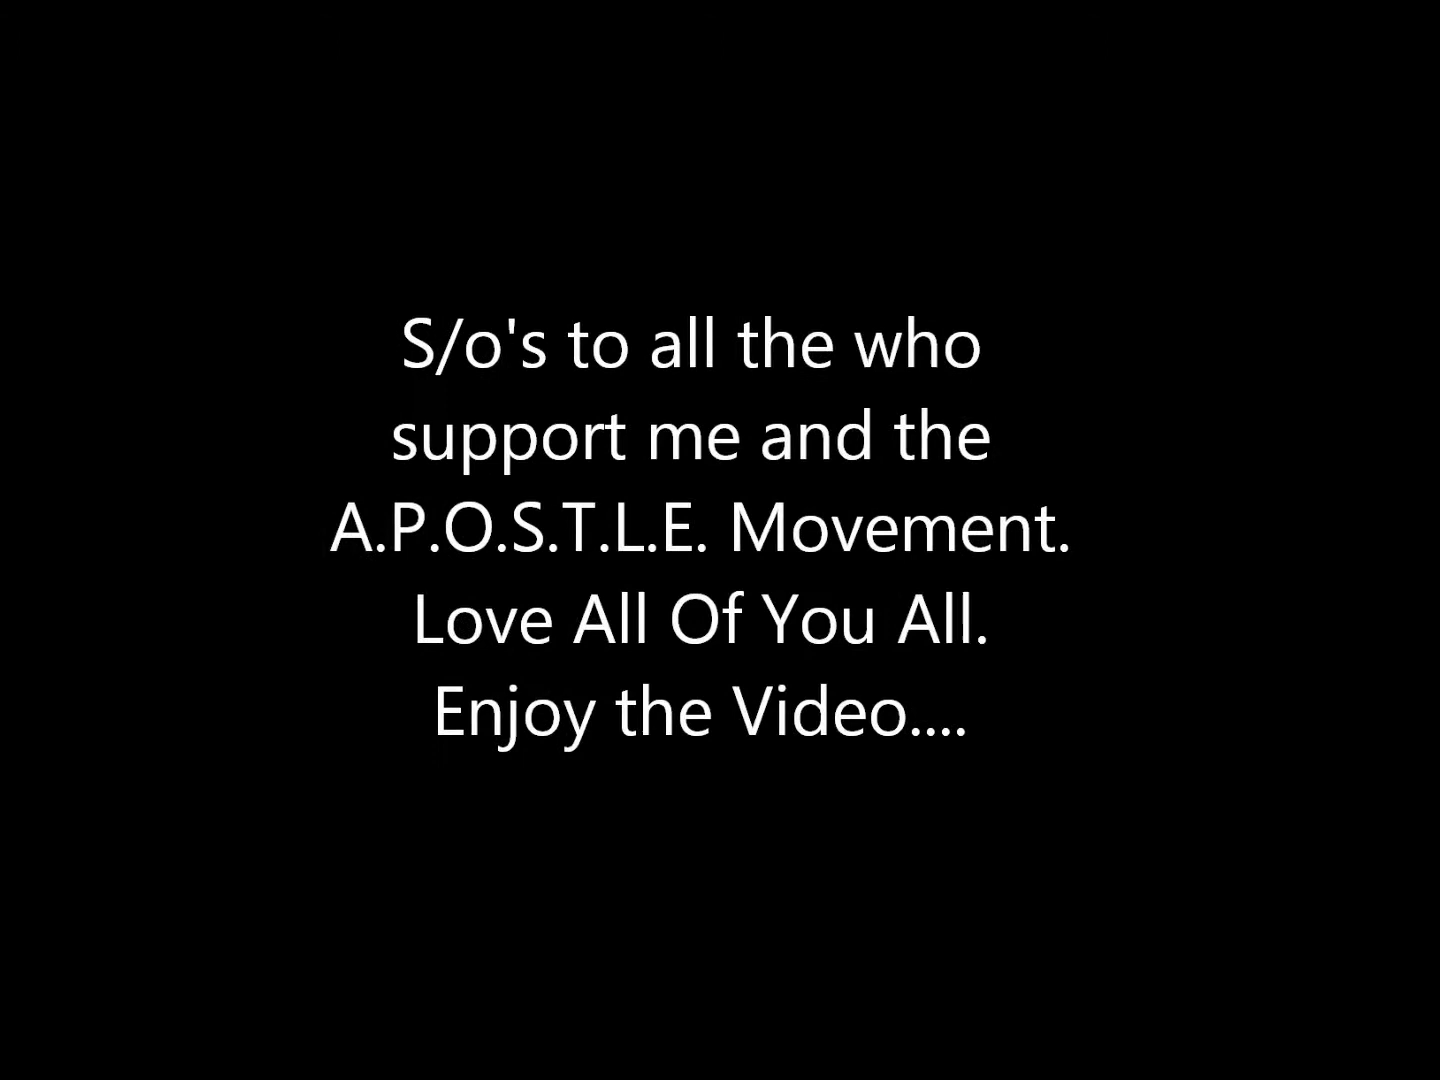 S/o's to all the who
support me and the
A.P.O.S.T.L.E. Movement.
Love All Of You All.
Enjoy the Video....